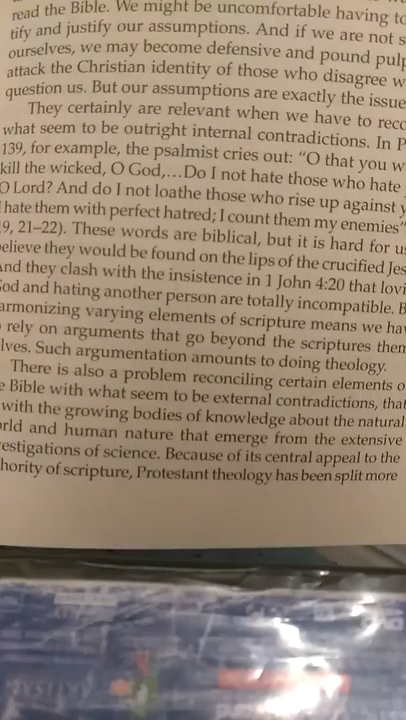 read the Bible. We might be uncomfortable having to
tify and justify our assumptions. And if we are not s
ourselves, we may become defensive and pound pulp
attack the Christian identity of those who disagree w
question us. But our assumptions are exactly the issue
They certainly are relevant when we have to reco
what seem to be outright internal contradictions. In P
139, for example, the psalmist cries out: “O that you w
kill the wicked, O God,…Do I not hate those who hate
O Lord? And do I not loathe those who rise up against y
I hate them with perfect hatred; I count them my enemies”
9, 21–22). These words are biblical, but it is hard for us
elieve they would be found on the lips of the crucified Jes
And they clash with the insistence in 1 John 4:20 that lovi
God and hating another person are totally incompatible. B
armonizing varying elements of scripture means we hav
rely on arguments that go beyond the scriptures them
lves. Such argumentation amounts to doing theology.
There is also a problem reconciling certain elements o
e Bible with what seem to be external contradictions, that
with the growing bodies of knowledge about the natural
orld and human nature that emerge from the extensive
estigations of science. Because of its central appeal to the
hority of scripture, Protestant theology has been split more